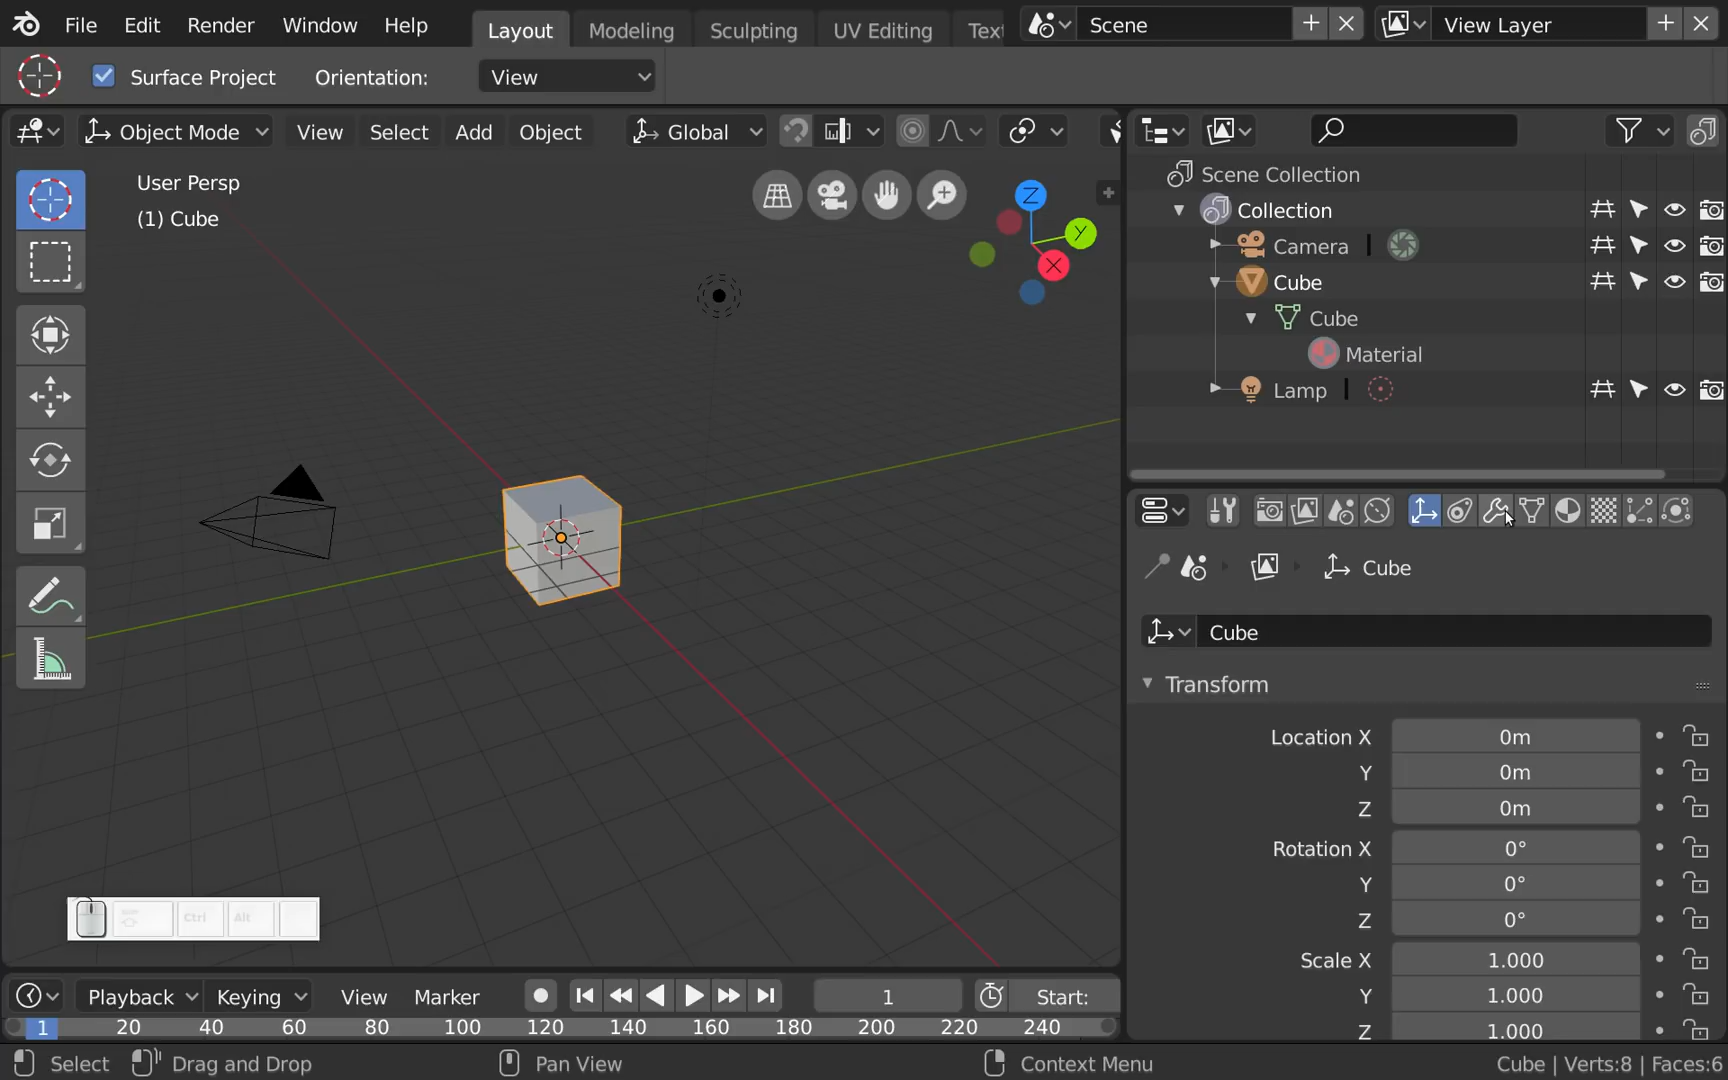 File Edit Render Window Help Layout Modeling Sculpting UV Editing Scene View Layer
Surface Project Orientation: View
Object Mode View Select Add Object Global
User Persp
(1) Cube
Z
Y
X
Scene Collection
Collection
Camera
Cube
Cube
Material
Lamp
Cube
Cube
Transform
Location X 0m
Y 0m
Z 0m
Rotation X 0°
Y 0°
Z 0°
Scale X 1.000
Y 1.000
Z 1.000
Ctrl Alt
Playback Keying View Marker 1 Start:
1 20 40 60 80 100 120 140 160 180 200 220 240
Select Drag and Drop Pan View Context Menu Cube | Verts:8 | Faces:6